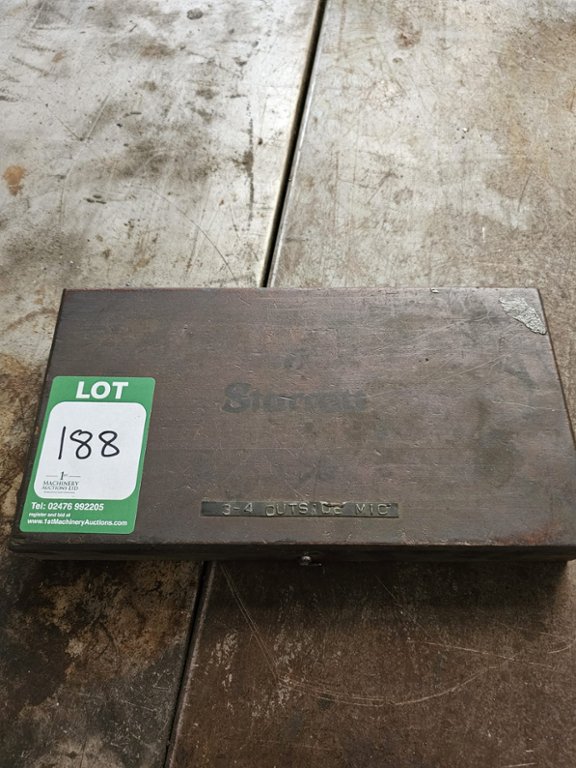 Starrett
LOT
188
1st
MACHINERY
AUCTIONS LTD
Tel: 02476 992205
register and bid at
www.1stMachineryAuctions.com
3-4 OUTSIDE MIC